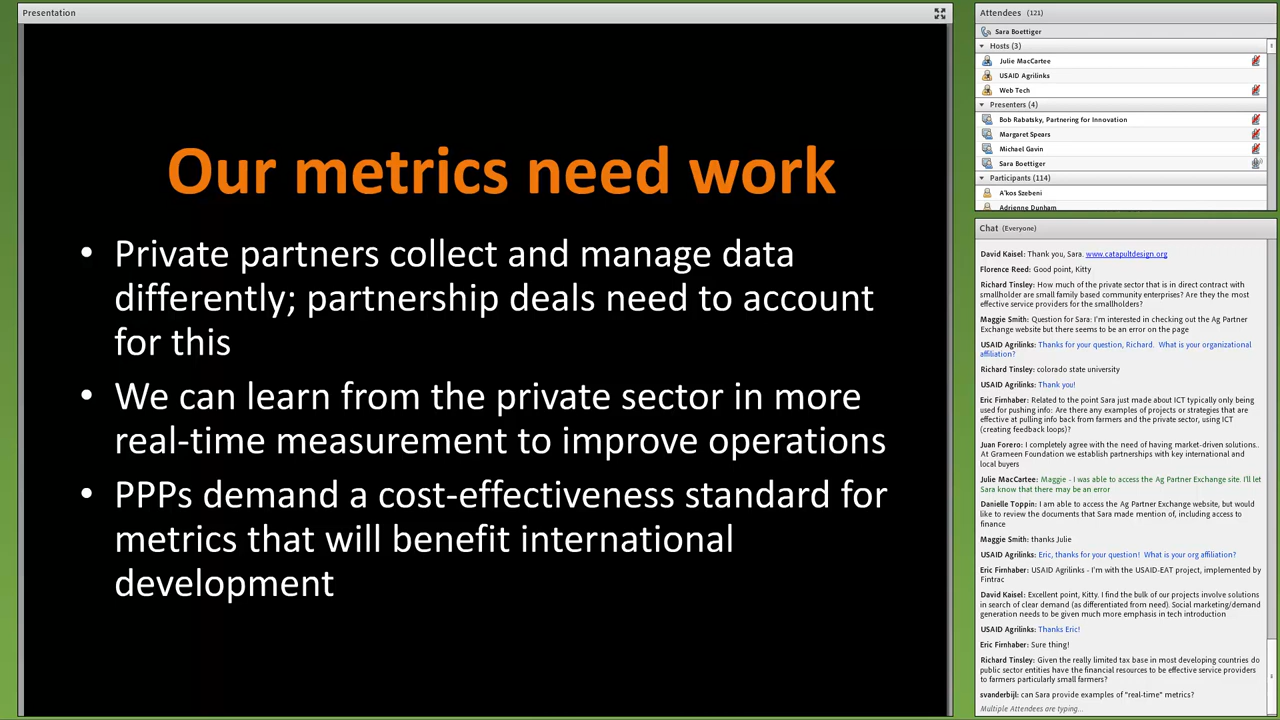 Presentation
Our metrics need work
• Private partners collect and manage data
differently; partnership deals need to account
for this
• We can learn from the private sector in more
real-time measurement to improve operations
• PPPs demand a cost-effectiveness standard for
metrics that will benefit international
development
Attendees (121)
Sara Boettiger
Hosts (3)
Julie MacCartee
USAID Agrilinks
Web Tech
Presenters (4)
Bob Rabatsky, Partnering for Innovation
Margaret Spears
Michael Gavin
Sara Boettiger
Participants (114)
A'kos Szebeni
Adrienne Dunham
Chat (Everyone)
David Kaisel: Thank you, Sara. www.catapultdesign.org
Florence Reed: Good point, Kitty
Richard Tinsley: How much of the private sector that is in direct contract with
smallholder are small family based community enterprises? Are they the most
effective service providers for the smallholders?
Maggie Smith: Question for Sara: I'm interested in checking out the Ag Partner
Exchange website but there seems to be an error on the page
USAID Agrilinks: Thanks for your question, Richard. What is your organizational
affiliation?
Richard Tinsley: colorado state university
USAID Agrilinks: Thank you!
Eric Firnhaber: Related to the point Sara just made about ICT typically only being
used for pushing info: Are there any examples of projects or strategies that are
effective at pulling info back from farmers and the private sector, using ICT
(creating feedback loops)?
Juan Forero: I completely agree with the need of having market-driven solutions..
At Grameen Foundation we establish partnerships with key international and
local buyers
Julie MacCartee: Maggie - I was able to access the Ag Partner Exchange site. I'll let
Sara know that there may be an error
Danielle Toppin: I am able to access the Ag Partner Exchange website, but would
like to review the documents that Sara made mention of, including access to
finance
Maggie Smith: thanks Julie
USAID Agrilinks: Eric, thanks for your question! What is your org affiliation?
Eric Firnhaber: USAID Agrilinks - I'm with the USAID-EAT project, implemented by
Fintrac
David Kaisel: Excellent point, Kitty. I find the bulk of our projects involve solutions
in search of clear demand (as differentiated from need). Social marketing/demand
generation needs to be given much more emphasis in tech introduction
USAID Agrilinks: Thanks Eric!
Eric Firnhaber: Sure thing!
Richard Tinsley: Given the really limited tax base in most developing countries do
public sector entities have the financial resources to be effective service providers
to farmers particularly small farmers?
svanderbijl: can Sara provide examples of "real-time" metrics?
Multiple Attendees are typing...